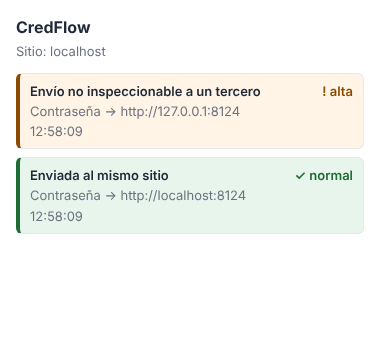 CredFlow
Sitio: localhost
Envío no inspeccionable a un tercero ! alta
Contraseña → http://127.0.0.1:8124
12:58:09
Enviada al mismo sitio ✓ normal
Contraseña → http://localhost:8124
12:58:09